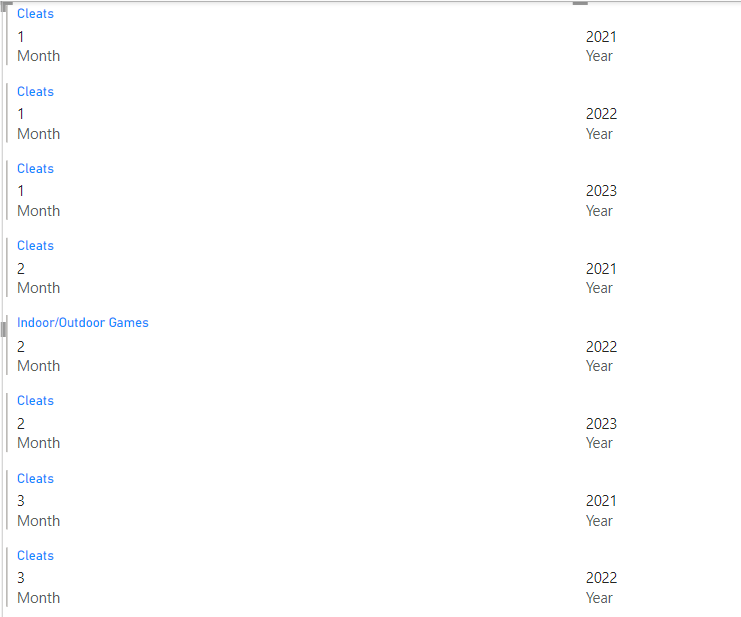 Cleats
1 2021
Month Year
Cleats
1 2022
Month Year
Cleats
1 2023
Month Year
Cleats
2 2021
Month Year
Indoor/Outdoor Games
2 2022
Month Year
Cleats
2 2023
Month Year
Cleats
3 2021
Month Year
Cleats
3 2022
Month Year